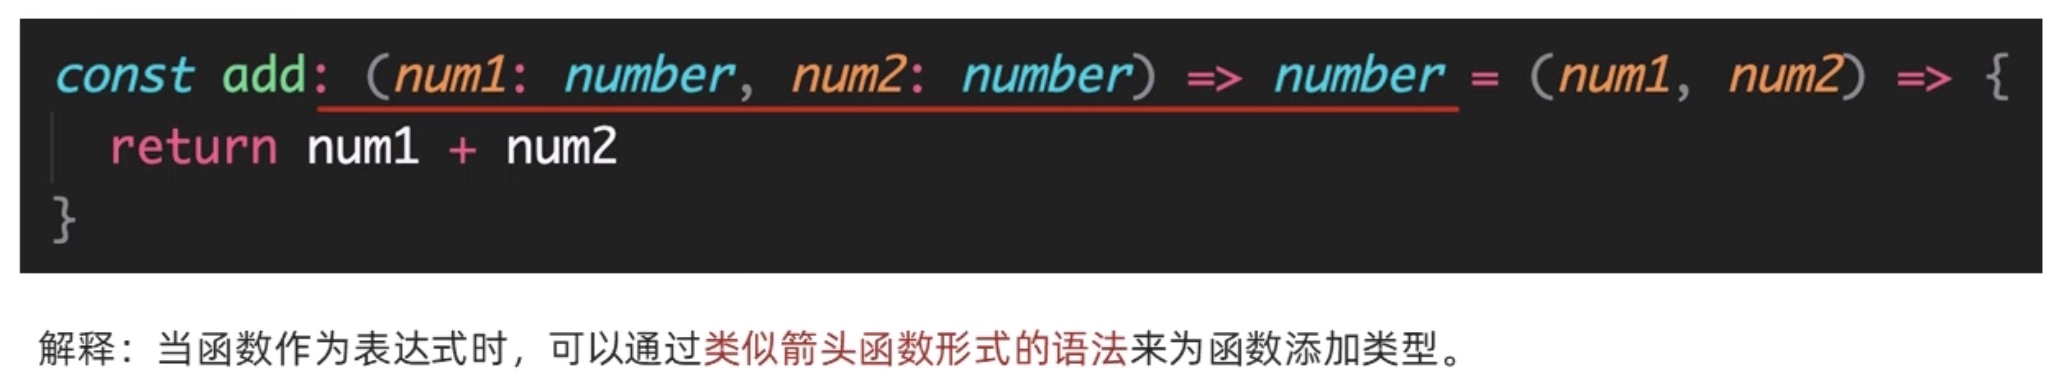 const add: (num1: number, num2: number) => number = (num1, num2) => {
return num1 + num2
}
解释：当函数作为表达式时，可以通过类似箭头函数形式的语法来为函数添加类型。